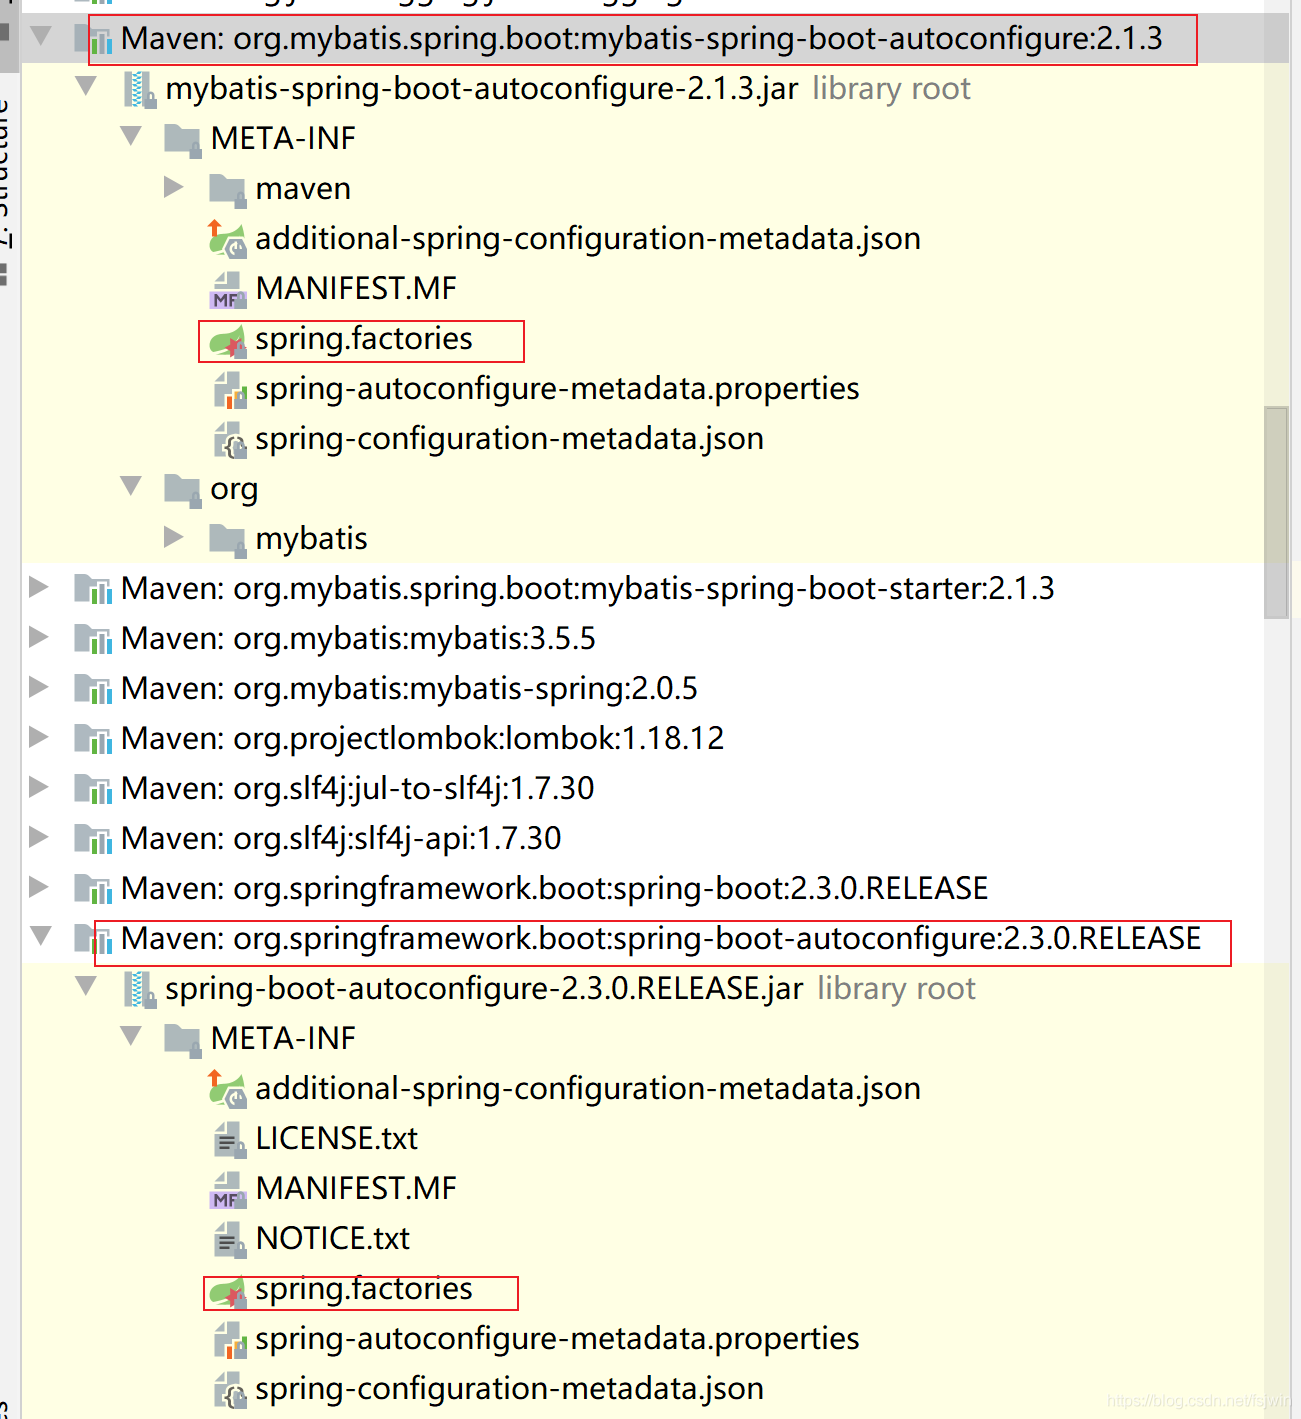 Maven: org.mybatis.spring.boot:mybatis-spring-boot-autoconfigure:2.1.3
mybatis-spring-boot-autoconfigure-2.1.3.jar library root
META-INF
maven
additional-spring-configuration-metadata.json
MANIFEST.MF
spring.factories
spring-autoconfigure-metadata.properties
spring-configuration-metadata.json
org
mybatis
Maven: org.mybatis.spring.boot:mybatis-spring-boot-starter:2.1.3
Maven: org.mybatis:mybatis:3.5.5
Maven: org.mybatis:mybatis-spring:2.0.5
Maven: org.projectlombok:lombok:1.18.12
Maven: org.slf4j:jul-to-slf4j:1.7.30
Maven: org.slf4j:slf4j-api:1.7.30
Maven: org.springframework.boot:spring-boot:2.3.0.RELEASE
Maven: org.springframework.boot:spring-boot-autoconfigure:2.3.0.RELEASE
spring-boot-autoconfigure-2.3.0.RELEASE.jar library root
META-INF
additional-spring-configuration-metadata.json
LICENSE.txt
MANIFEST.MF
NOTICE.txt
spring.factories
spring-autoconfigure-metadata.properties
spring-configuration-metadata.json
7: Structure